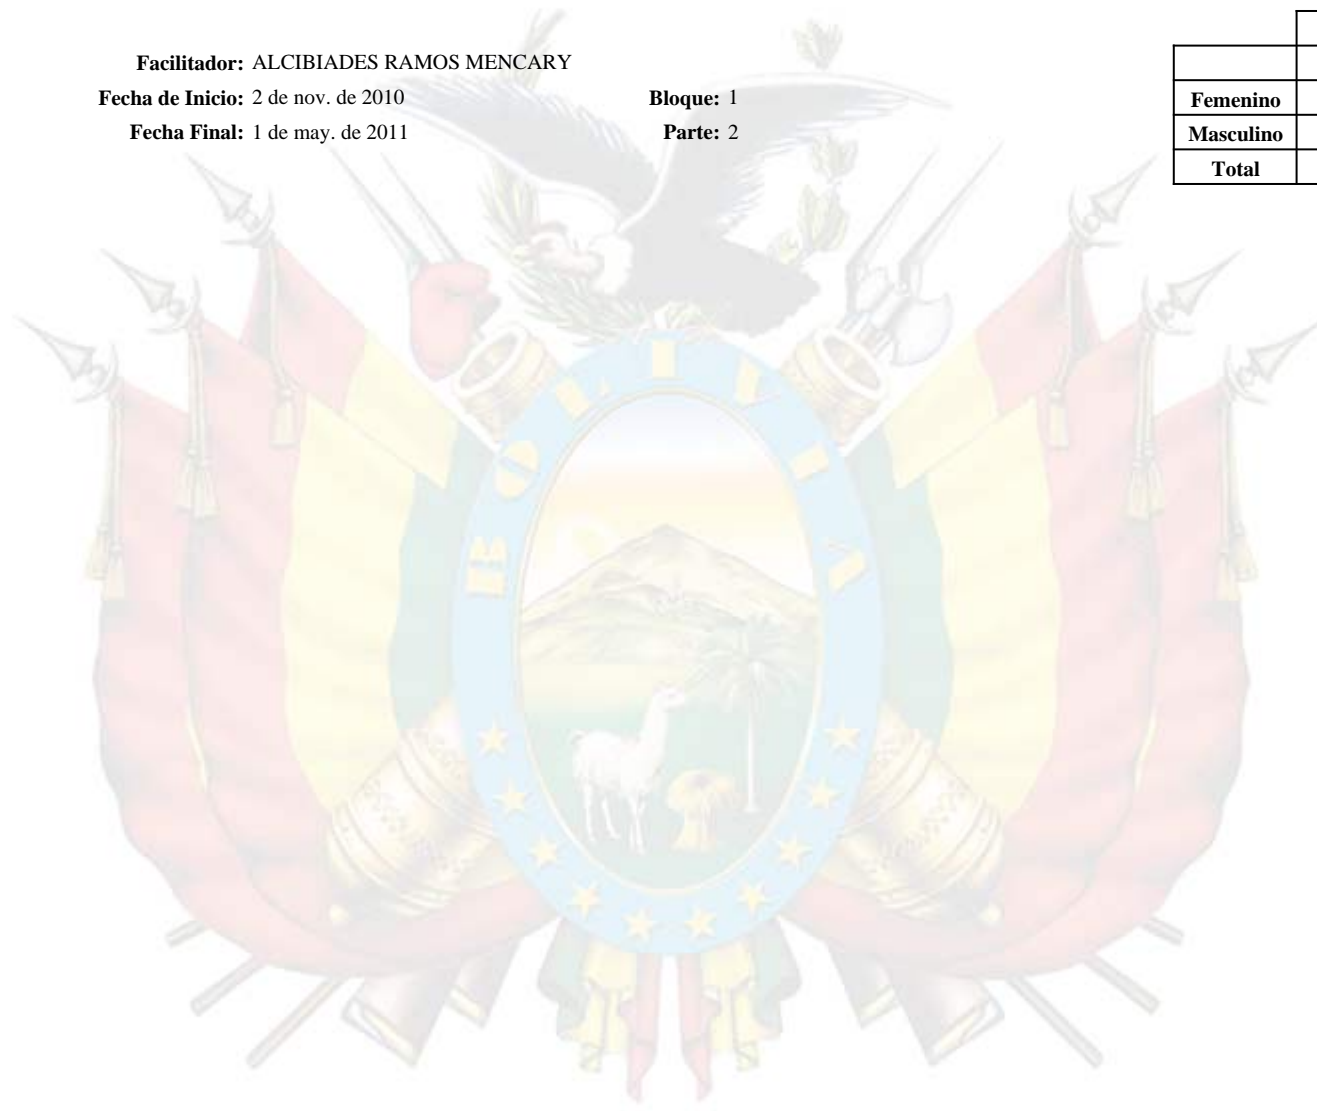 Facilitador: ALCIBIADES RAMOS MENCARY
Fecha de Inicio: 2 de nov. de 2010 Bloque: 1
Fecha Final: 1 de may. de 2011 Parte: 2
Femenino
Masculino
Total
BOLIVIA